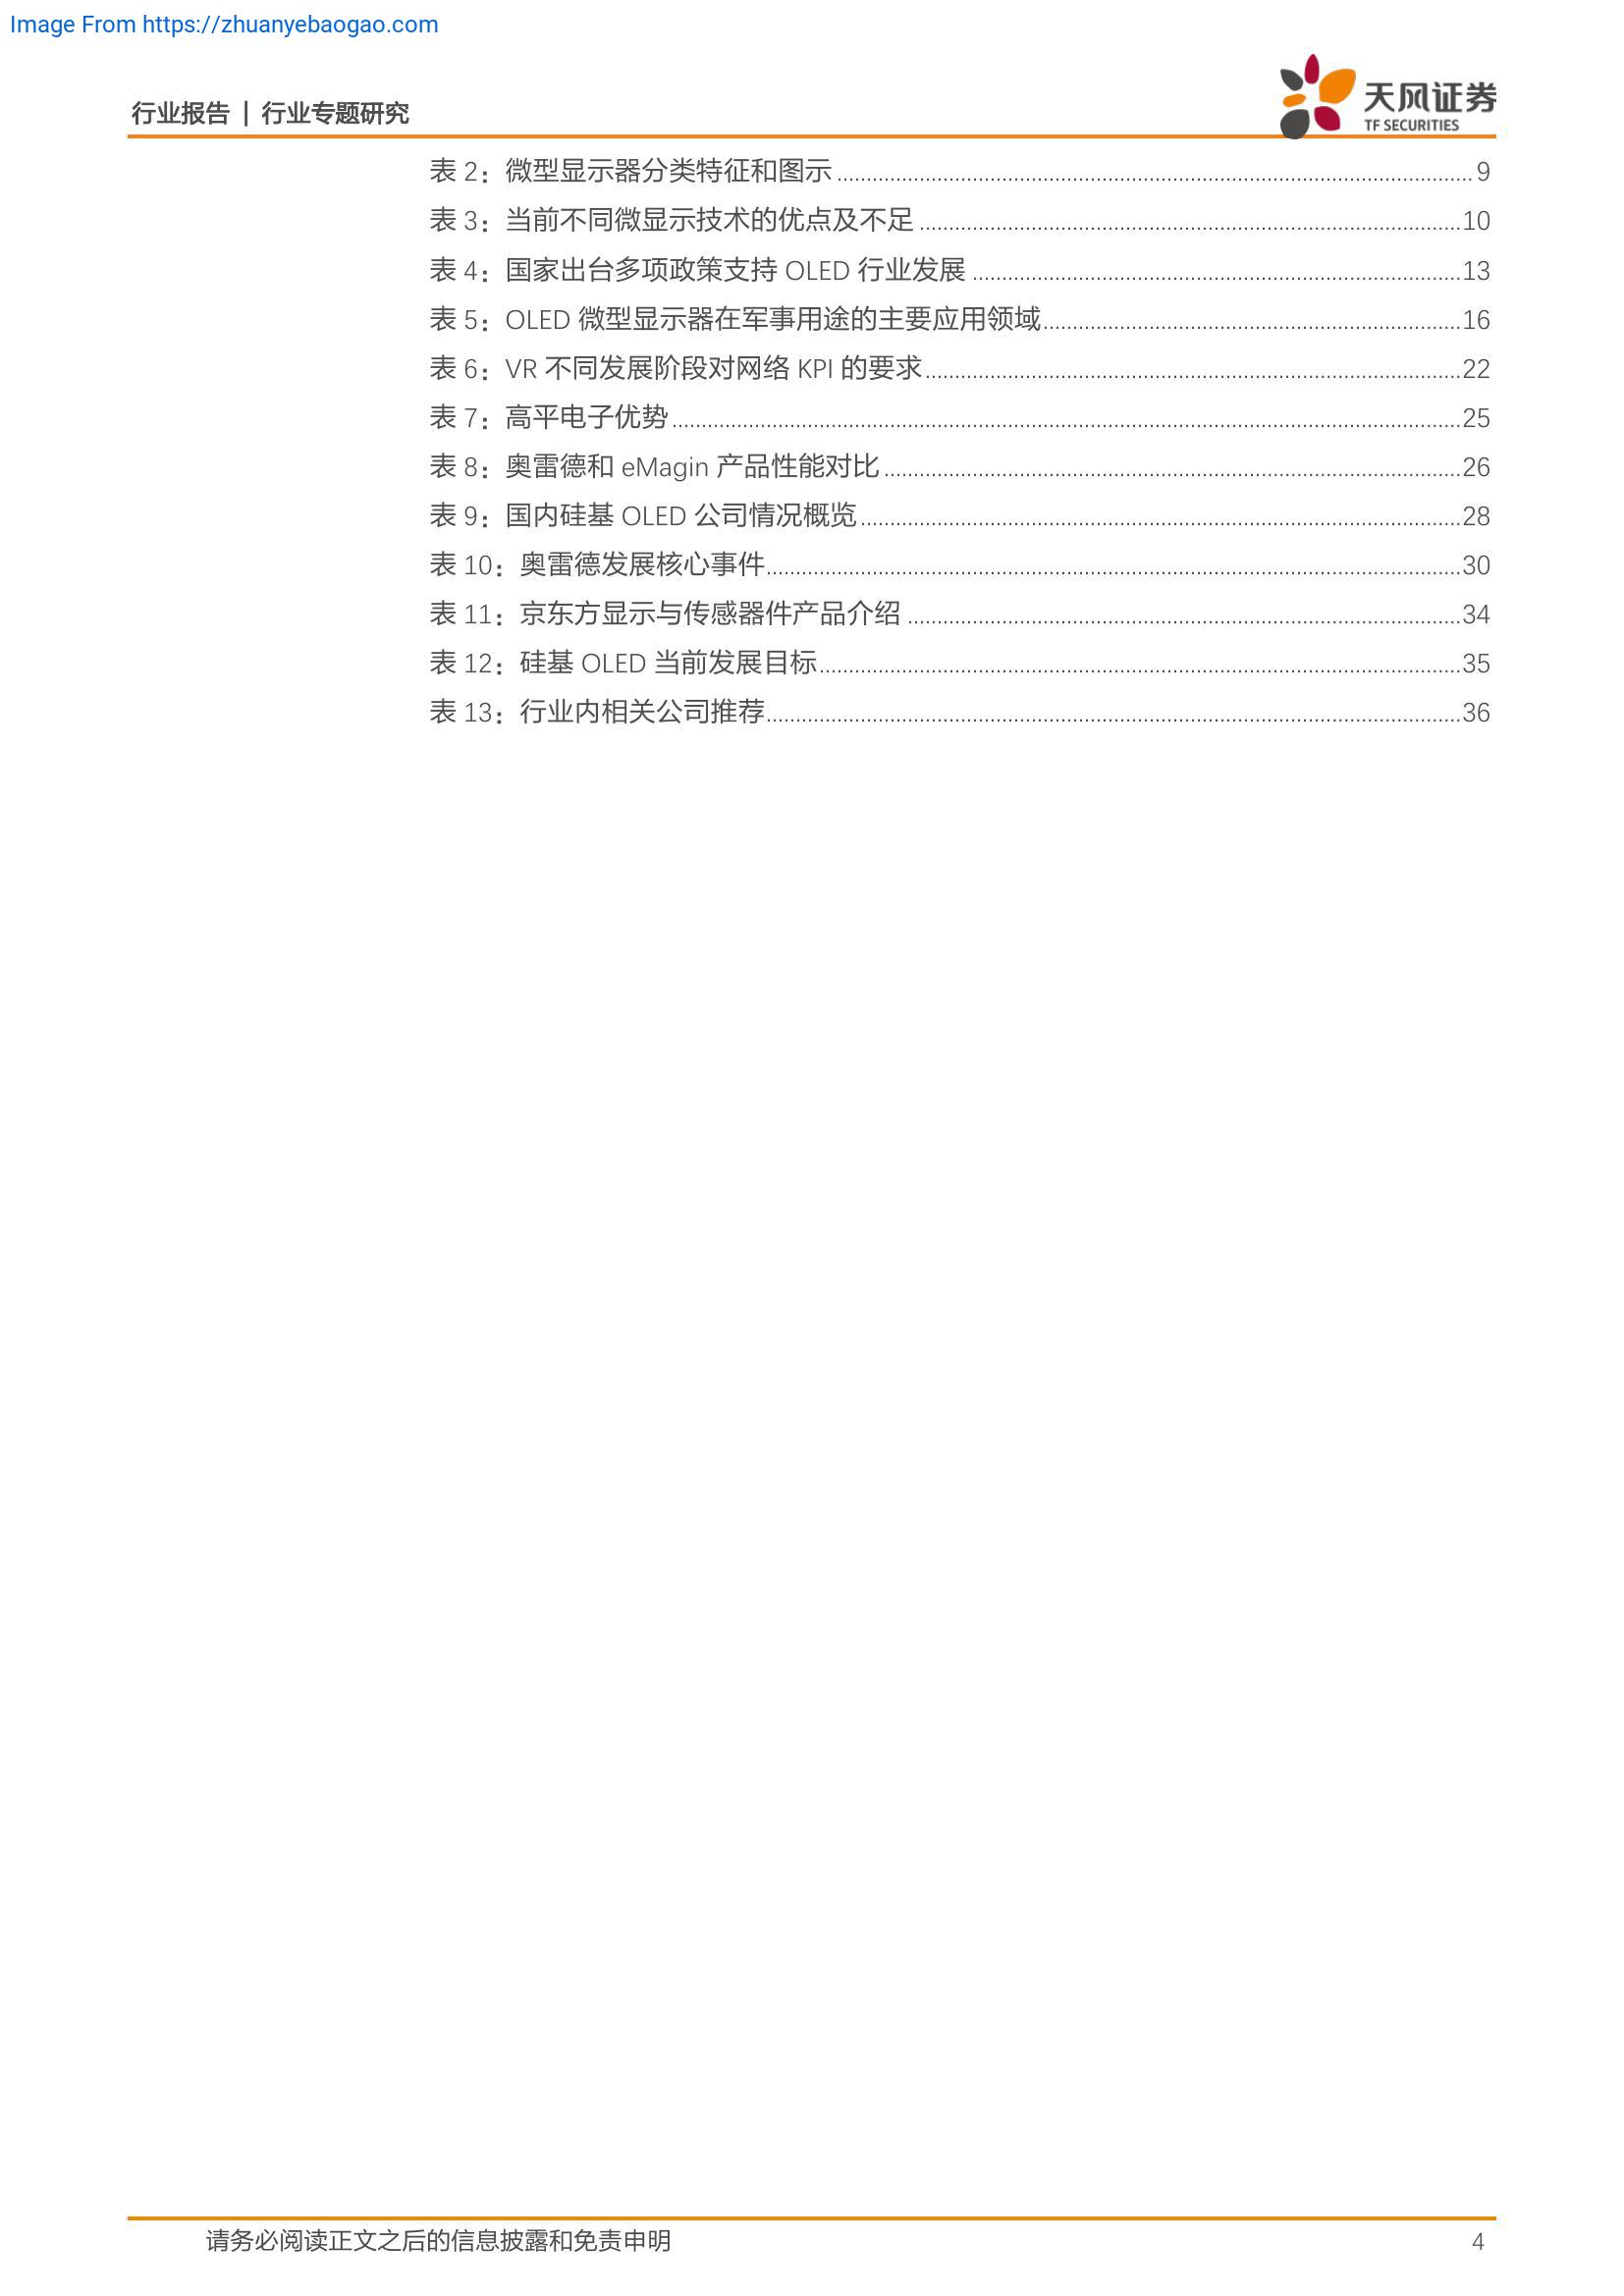 Image From https://zhuanyebaogao.com
行业报告 | 行业专题研究
天风证券
TF SECURITIES
表 2：微型显示器分类特征和图示 9
表 3：当前不同微显示技术的优点及不足 10
表 4：国家出台多项政策支持 OLED 行业发展 13
表 5：OLED 微型显示器在军事用途的主要应用领域 16
表 6：VR 不同发展阶段对网络 KPI 的要求 22
表 7：高平电子优势 25
表 8：奥雷德和 eMagin 产品性能对比 26
表 9：国内硅基 OLED 公司情况概览 28
表 10：奥雷德发展核心事件 30
表 11：京东方显示与传感器件产品介绍 34
表 12：硅基 OLED 当前发展目标 35
表 13：行业内相关公司推荐 36
请务必阅读正文之后的信息披露和免责申明 4